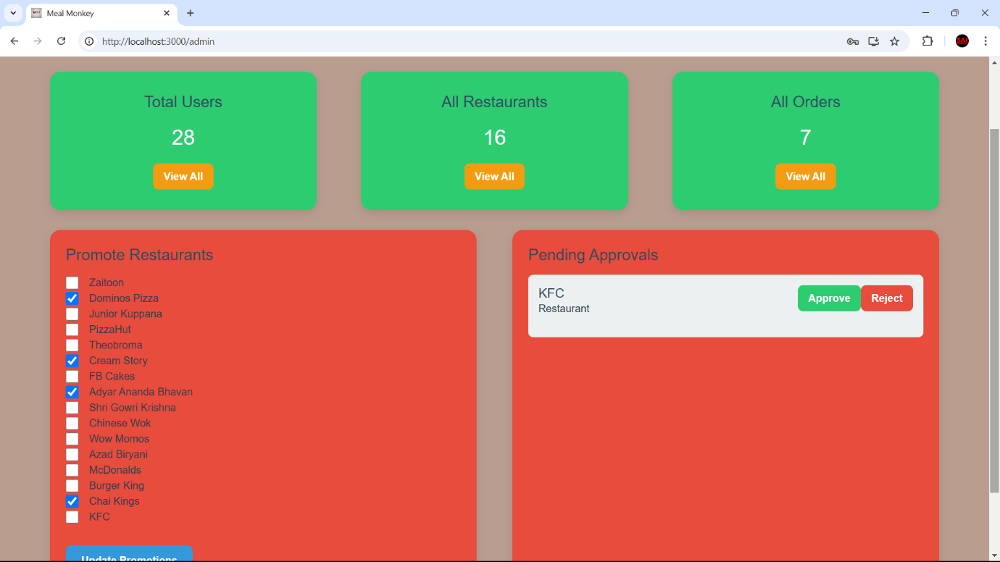 Meal Monkey
http://localhost:3000/admin
Total Users
28
View All
All Restaurants
16
View All
All Orders
7
View All
Promote Restaurants
Zaitoon
Dominos Pizza
Junior Kuppana
PizzaHut
Theobroma
Cream Story
FB Cakes
Adyar Ananda Bhavan
Shri Gowri Krishna
Chinese Wok
Wow Momos
Azad Biryani
McDonalds
Burger King
Chai Kings
KFC
Update Promotions
Pending Approvals
KFC
Restaurant
Approve
Reject